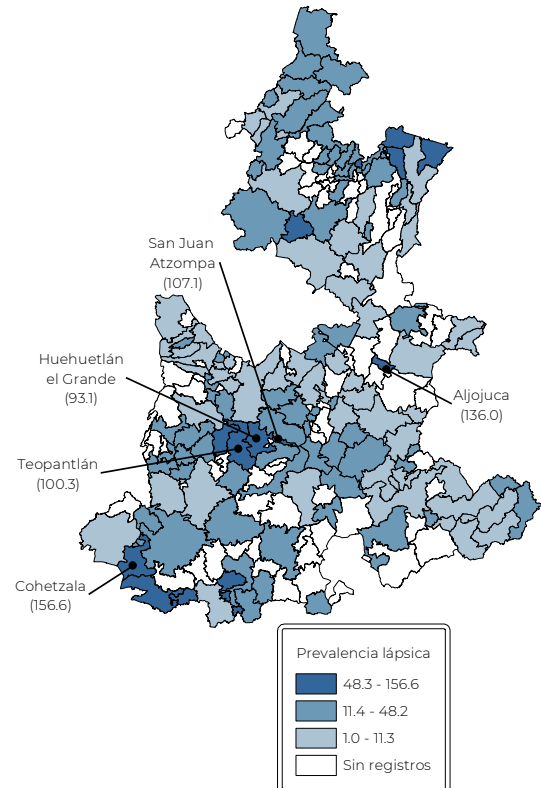 San Juan
Atzompa
(107.1)
Huehuetlán
el Grande
(93.1)
Aljojuca
(136.0)
Teopantlán
(100.3)
Cohetzala
(156.6)
Prevalencia lápsica
48.3 - 156.6
11.4 - 48.2
1.0 - 11.3
Sin registros